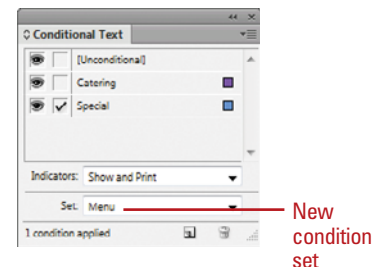 Conditional Text
[Unconditional]
Catering
Special
Indicators: Show and Print
Set: Menu
1 condition applied
New
condition
set